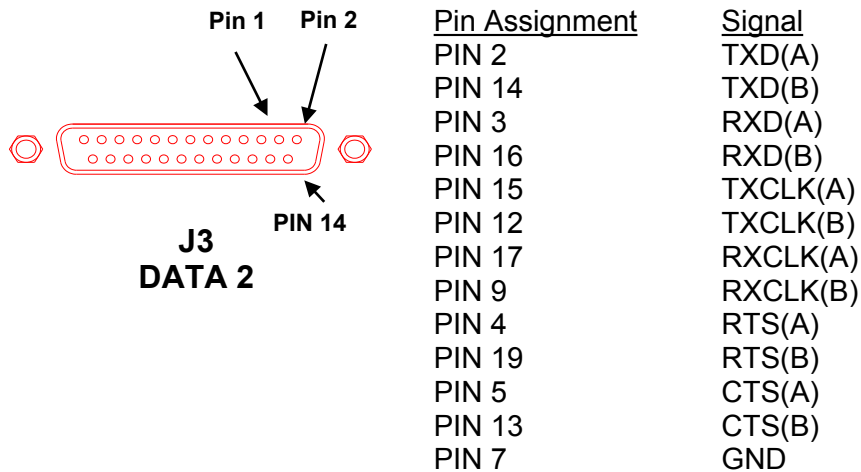 Pin 1 Pin 2
PIN 14
J3
DATA 2
Pin Assignment Signal
PIN 2 TXD(A)
PIN 14 TXD(B)
PIN 3 RXD(A)
PIN 16 RXD(B)
PIN 15 TXCLK(A)
PIN 12 TXCLK(B)
PIN 17 RXCLK(A)
PIN 9 RXCLK(B)
PIN 4 RTS(A)
PIN 19 RTS(B)
PIN 5 CTS(A)
PIN 13 CTS(B)
PIN 7 GND